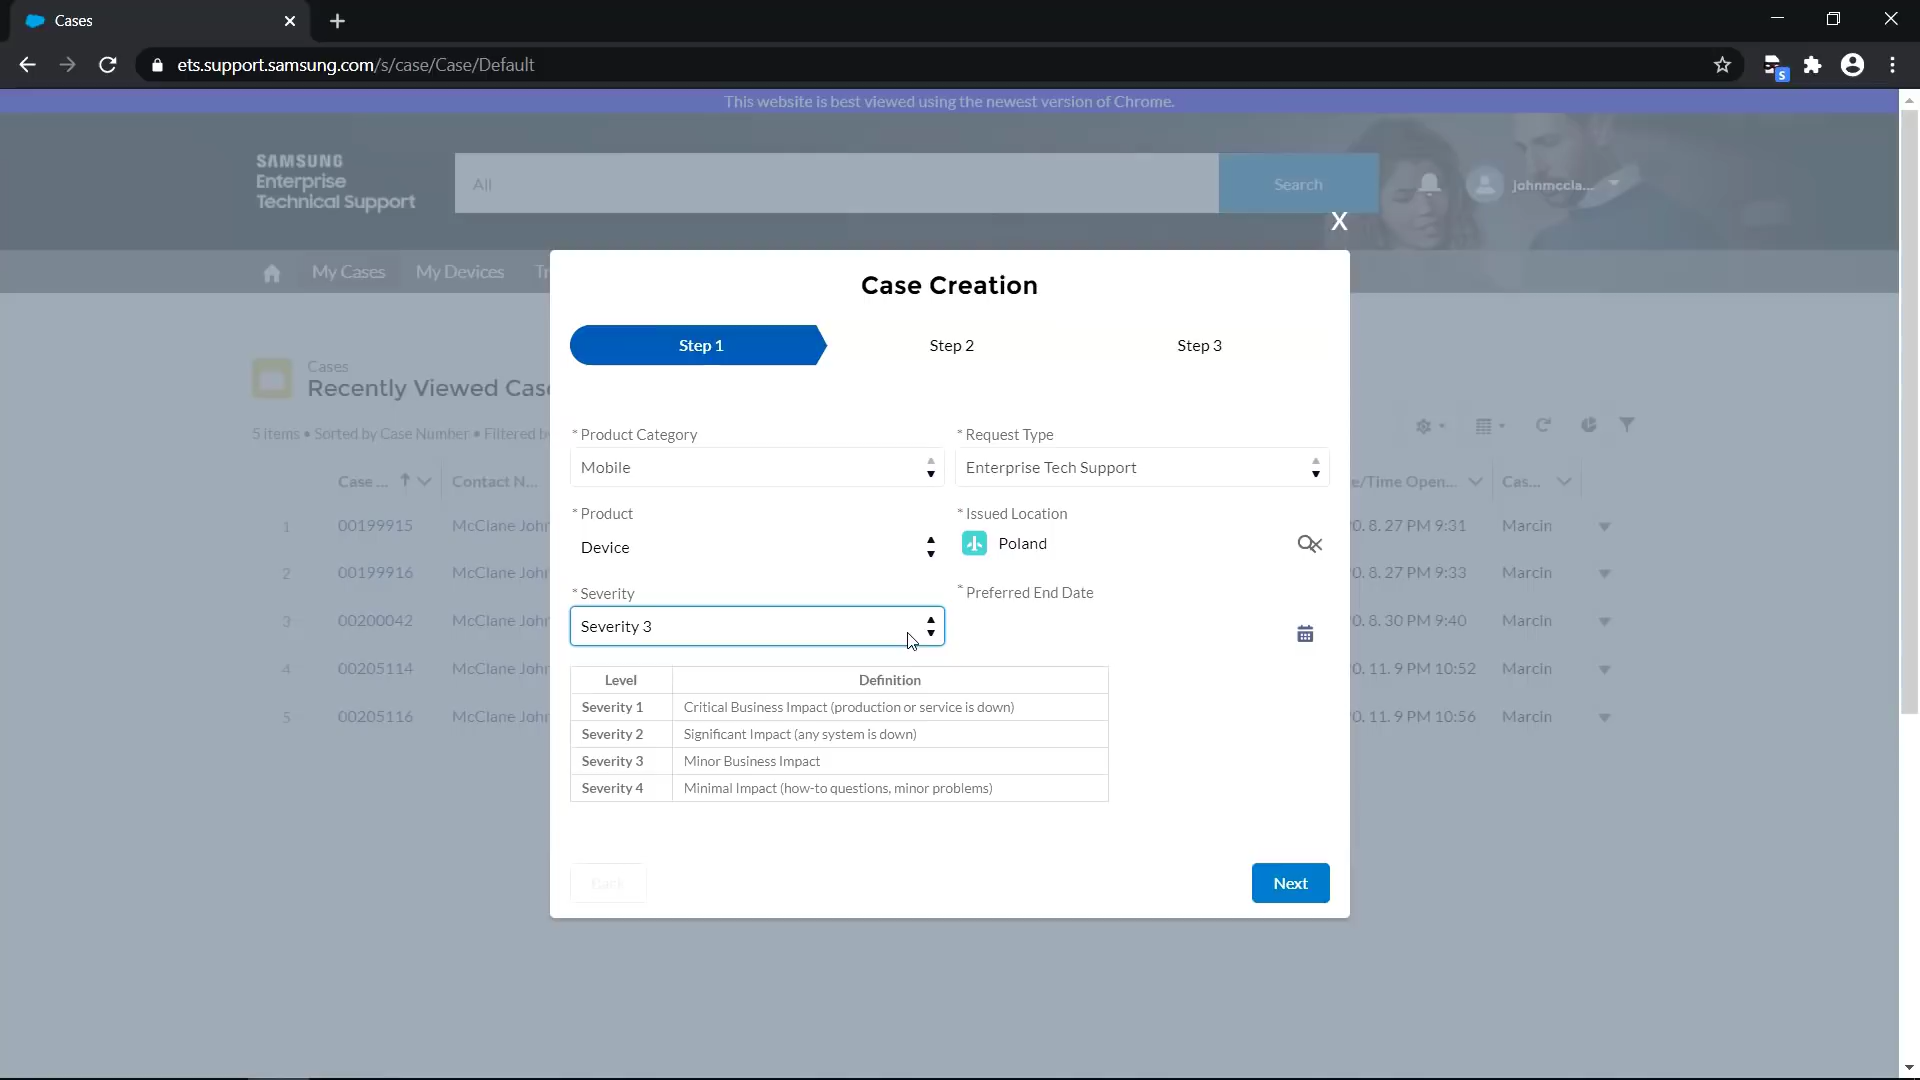 Cases
ets.support.samsung.com/s/case/Case/Default
This website is best viewed using the newest version of Chrome.
SAMSUNG
Enterprise
Technical Support
All
Search
johnmccla...
X
My Cases
My Devices
Tr
Case Creation
Step 1
Step 2
Step 3
Cases
Recently Viewed Cas
5 items • Sorted by Case Number • Filtered b
* Product Category
Mobile
* Request Type
Enterprise Tech Support
* Product
Device
* Issued Location
Poland
* Severity
Severity 3
* Preferred End Date
Level Definition
Severity 1 Critical Business Impact (production or service is down)
Severity 2 Significant Impact (any system is down)
Severity 3 Minor Business Impact
Severity 4 Minimal Impact (how-to questions, minor problems)
Back
Next
Case ... Contact N... e/Time Open... Cas...
1 00199915 McClane Joh 0. 8. 27 PM 9:31 Marcin
2 00199916 McClane Joh 0. 8. 27 PM 9:33 Marcin
3 00200042 McClane Joh 0. 8. 30 PM 9:40 Marcin
4 00205114 McClane Joh 0. 11. 9 PM 10:52 Marcin
5 00205116 McClane Joh 0. 11. 9 PM 10:56 Marcin